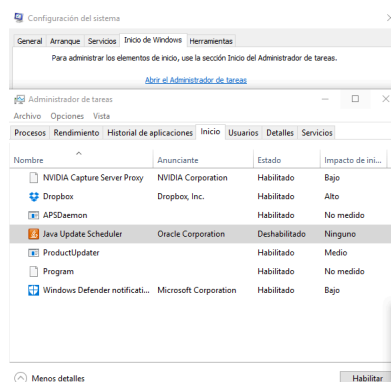 Configuración del sistema
General Arranque Servicios Inicio de Windows Herramientas
Para administrar los elementos de inicio, use la sección Inicio del Administrador de tareas.
Abrir el Administrador de tareas
Administrador de tareas
Archivo Opciones Vista
Procesos Rendimiento Historial de aplicaciones Inicio Usuarios Detalles Servicios
Nombre Anunciante Estado Impacto de ini...
NVIDIA Capture Server Proxy NVIDIA Corporation Habilitado Bajo
Dropbox Dropbox, Inc. Habilitado Alto
APSDaemon Habilitado No medido
Java Update Scheduler Oracle Corporation Deshabilitado Ninguno
ProductUpdater Habilitado Medio
Program Habilitado No medido
Windows Defender notificati... Microsoft Corporation Habilitado Bajo
Menos detalles Habilitar